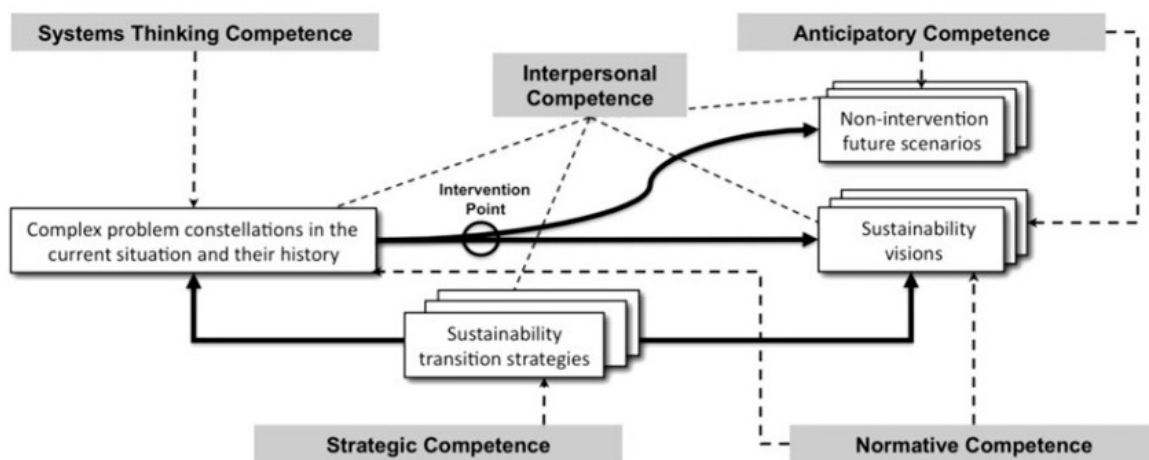 Systems Thinking Competence
Anticipatory Competence
Interpersonal
Competence
Non-intervention
future scenarios
Intervention
Point
Complex problem constellations in the
current situation and their history
Sustainability
visions
Sustainability
transition strategies
Strategic Competence
Normative Competence